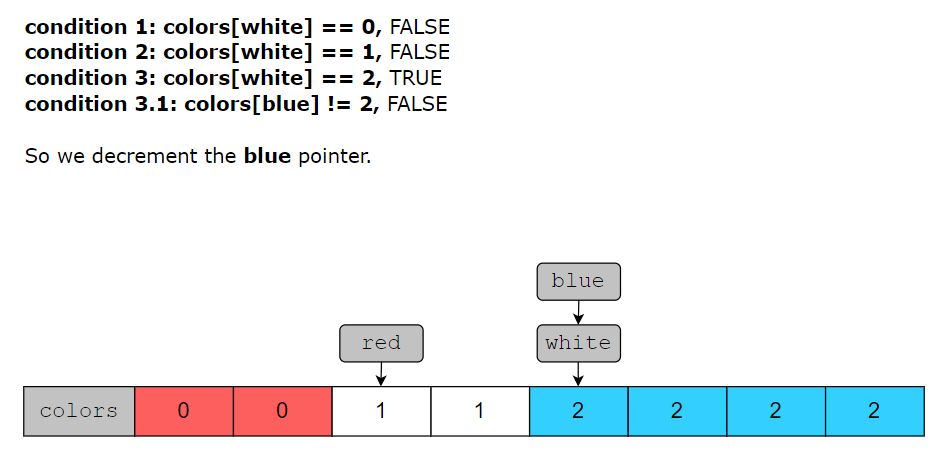 condition 1: colors[white] == 0, FALSE
condition 2: colors[white] == 1, FALSE
condition 3: colors[white] == 2, TRUE
condition 3.1: colors[blue] != 2, FALSE
So we decrement the blue pointer.
blue
red white
colors 0 0 1 1 2 2 2 2